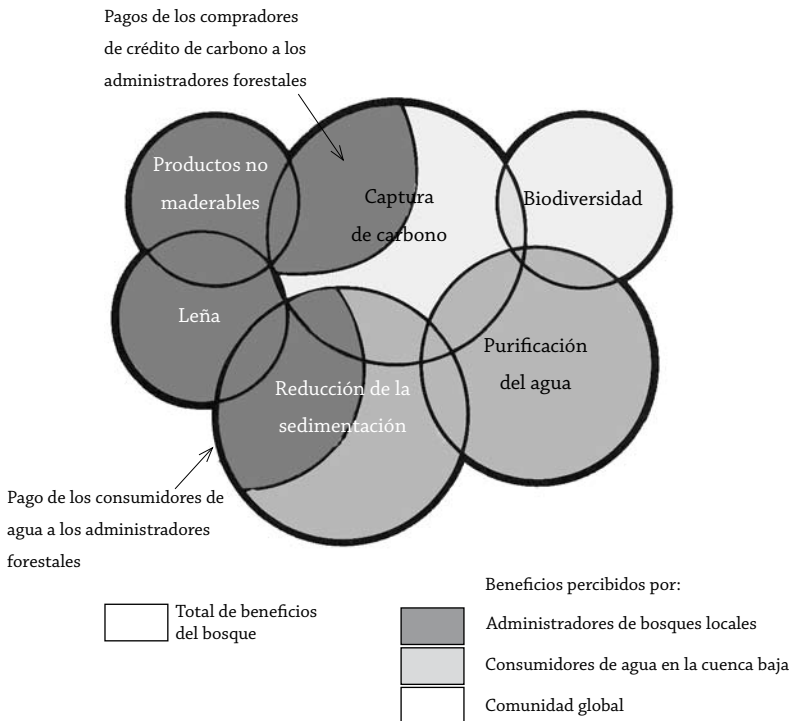 Pagos de los compradores
de crédito de carbono a los
administradores forestales
Productos no
maderables
Captura
de carbono
Biodiversidad
Leña
Purificación
del agua
Reducción de la
sedimentación
Pago de los consumidores de
agua a los administradores
forestales
Total de beneficios
del bosque
Beneficios percibidos por:
Administradores de bosques locales
Consumidores de agua en la cuenca baja
Comunidad global